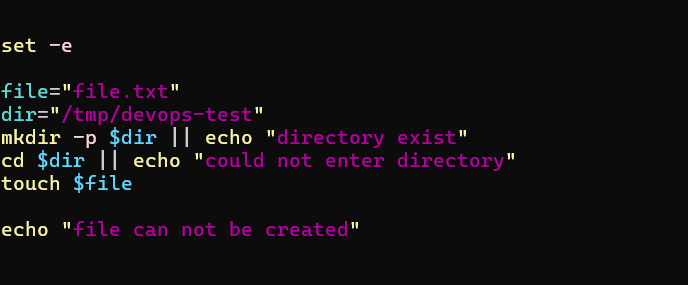 set -e
file="file.txt"
dir="/tmp/devops-test"
mkdir -p $dir || echo "directory exist"
cd $dir || echo "could not enter directory"
touch $file
echo "file can not be created"